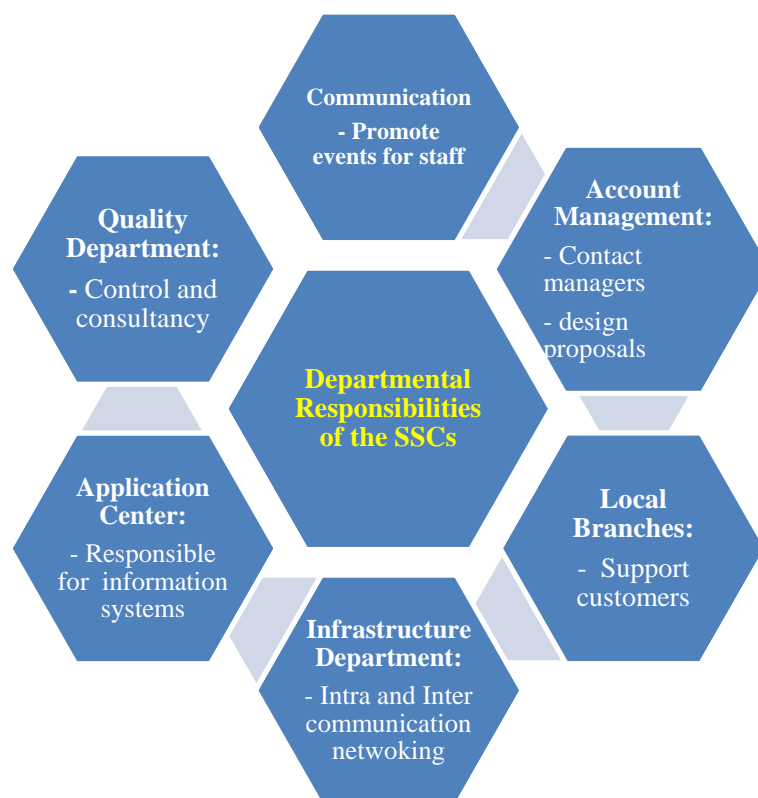 Communication
- Promote
events for staff
Account
Management:
- Contact
managers
- design
proposals
Local
Branches:
- Support
customers
Infrastructure
Department:
- Intra and Inter
communication
netwoking
Application
Center:
- Responsible
for information
systems
Quality
Department:
- Control and
consultancy
Departmental
Responsibilities
of the SSCs